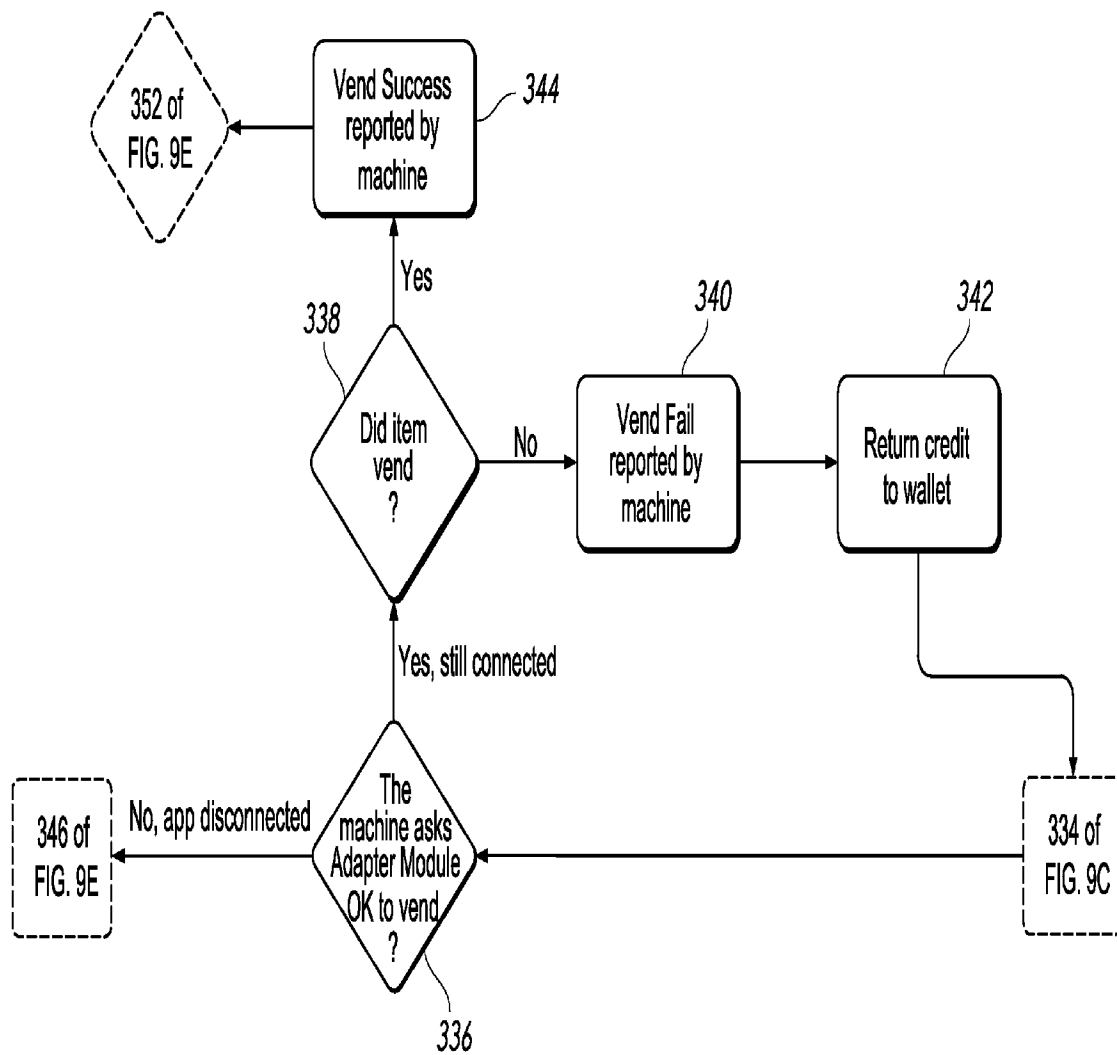 352 of
FIG. 9E
Vend Success
reported by
machine
344
Yes
338
Did item
vend
?
No
340
Vend Fail
reported by
machine
342
Return credit
to wallet
Yes, still connected
346 of
FIG. 9E
No, app disconnected
The
machine asks
Adapter Module
OK to vend
?
336
334 of
FIG. 9C